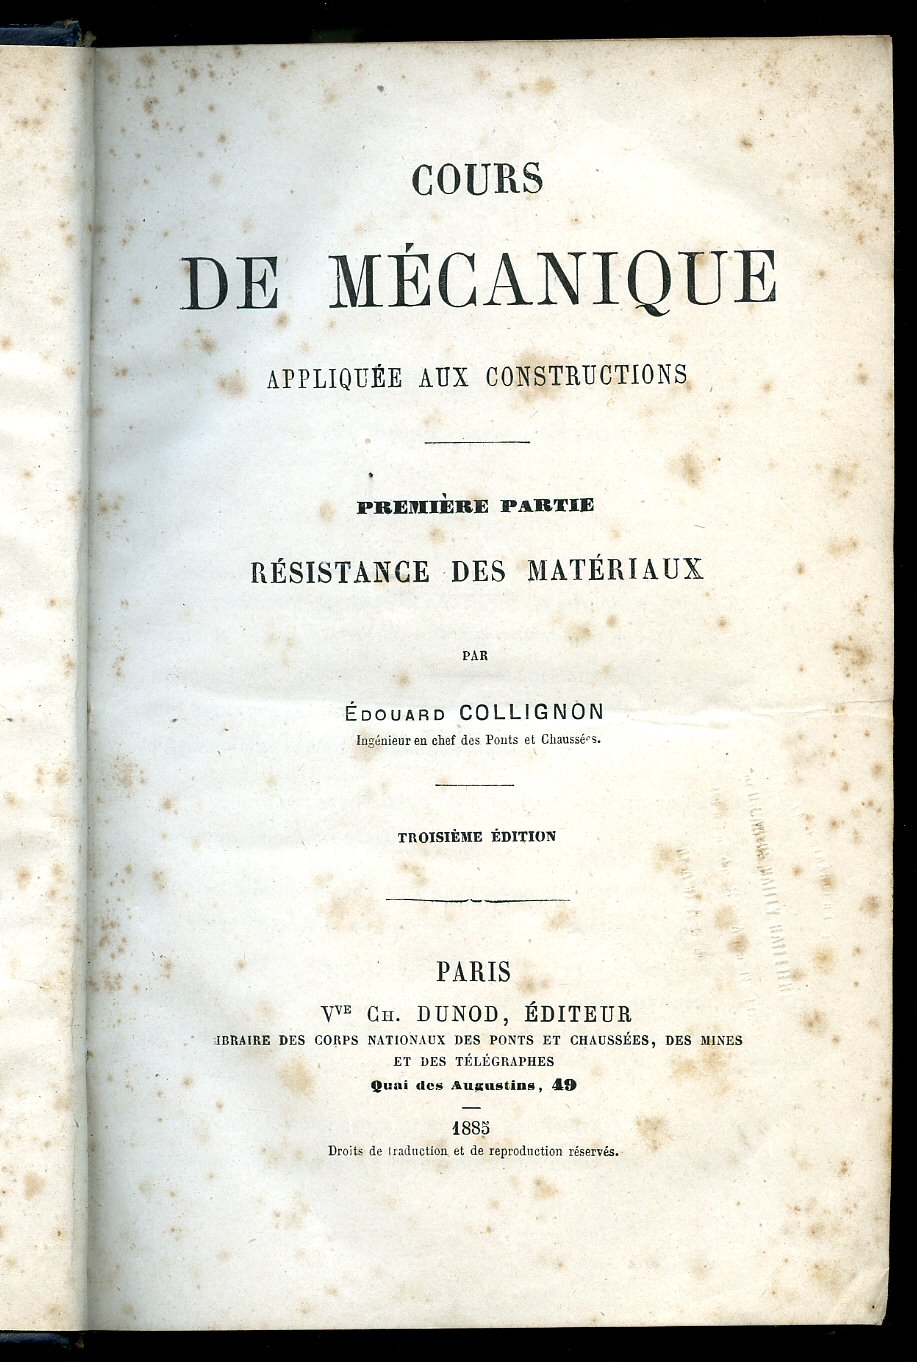 COURS
DE MÉCANIQUE
APPLIQUÉE AUX CONSTRUCTIONS
PREMIÈRE PARTIE
RÉSISTANCE DES MATÉRIAUX
PAR
ÉDOUARD COLLIGNON
Ingénieur en chef des Ponts et Chaussées.
TROISIÈME ÉDITION
PARIS
VVE CH. DUNOD, ÉDITEUR
IBRAIRE DES CORPS NATIONAUX DES PONTS ET CHAUSSÉES, DES MINES
ET DES TÉLÉGRAPHES
Quai des Augustins, 49
1885
Droits de traduction et de reproduction réservés.